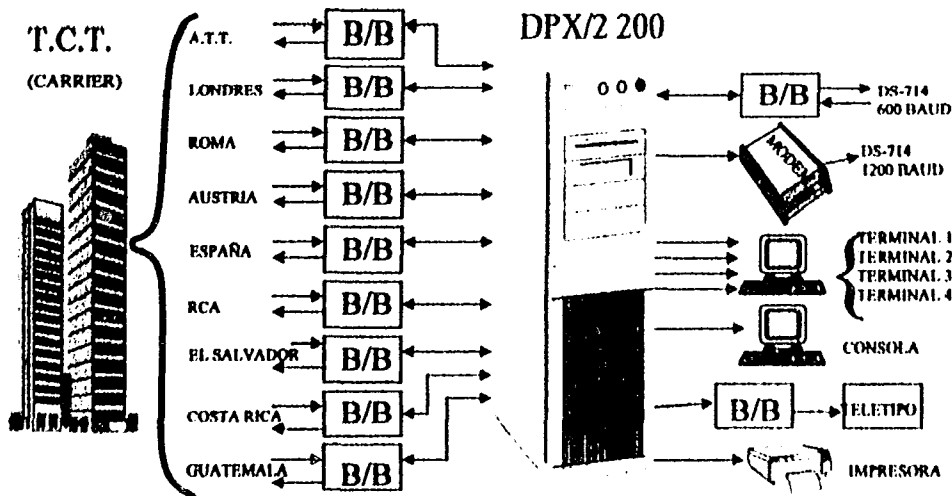 T.C.T.
(CARRIER)
A.T.T.
B/B
LONDRES
B/B
ROMA
B/B
AUSTRIA
B/B
ESPAÑA
B/B
RCA
B/B
EL SALVADOR
B/B
COSTA RICA
B/B
GUATEMALA
B/B
DPX/2 200
B/B
DS-714
600 BAUD
MODEM
DS-714
1200 BAUD
TERMINAL 1
TERMINAL 2
TERMINAL 3
TERMINAL 4
CONSOLA
B/B
TELETIPO
IMPRESORA